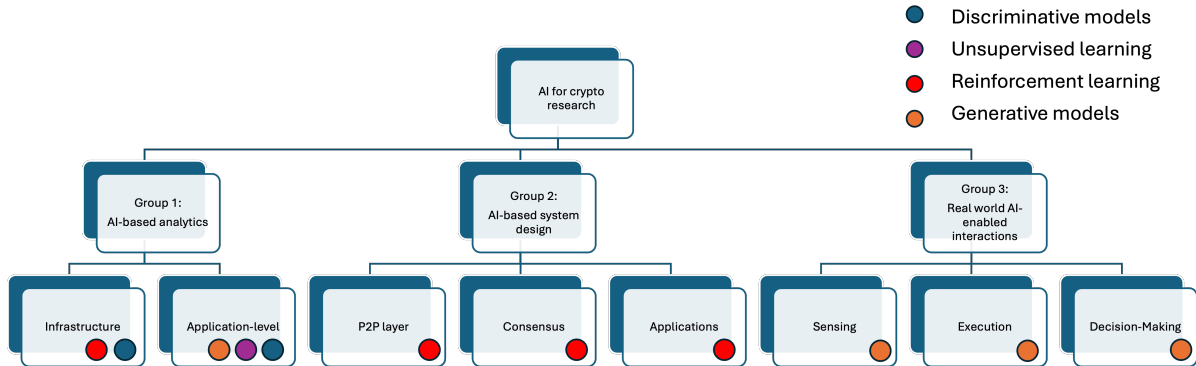 Discriminative models
Unsupervised learning
Reinforcement learning
Generative models
AI for crypto
research
Group 1:
AI-based analytics
Group 2:
AI-based system
design
Group 3:
Real world AI-
enabled
interactions
Infrastructure
Application-level
P2P layer
Consensus
Applications
Sensing
Execution
Decision-Making